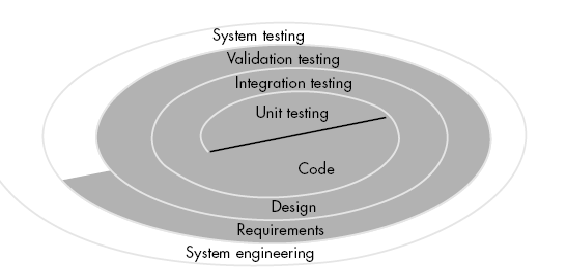 System testing
Validation testing
Integration testing
Unit testing
Code
Design
Requirements
System engineering